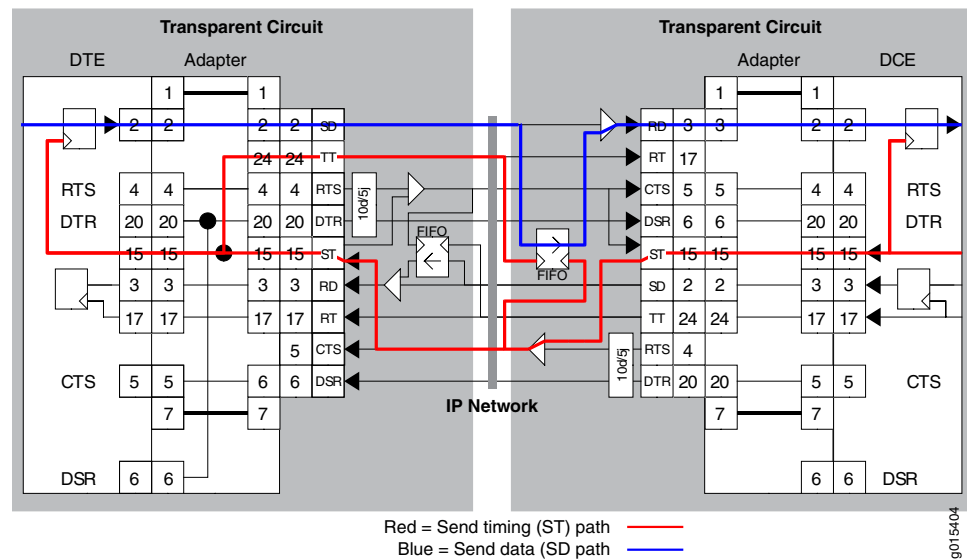 Transparent Circuit Transparent Circuit
DTE Adapter Adapter DCE
1 1 1 1
2 2 2 2 SD RD 3 3 2 2
24 24 TT RT 17
RTS 4 4 4 4 RTS 10d/5j CTS 5 5 4 4 RTS
DTR 20 20 20 20 DTR DSR 6 6 20 20 DTR
FIFO
15 15 15 15 ST ST 15 15 15 15
FIFO
3 3 3 3 RD SD 2 2 3 3
17 17 17 17 RT TT 24 24 17 17
5 CTS 10d/5j RTS 4
CTS 5 5 6 6 DSR DTR 20 20 5 5 CTS
IP Network
7 7 7 7
DSR 6 6 6 6 DSR
Red = Send timing (ST) path
Blue = Send data (SD path
g015404